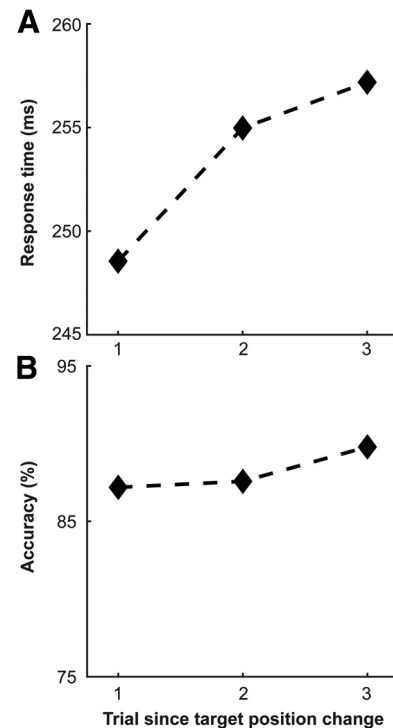 A
260
255
250
245
Response time (ms)
1 2 3
B
95
85
75
Accuracy (%)
1 2 3
Trial since target position change